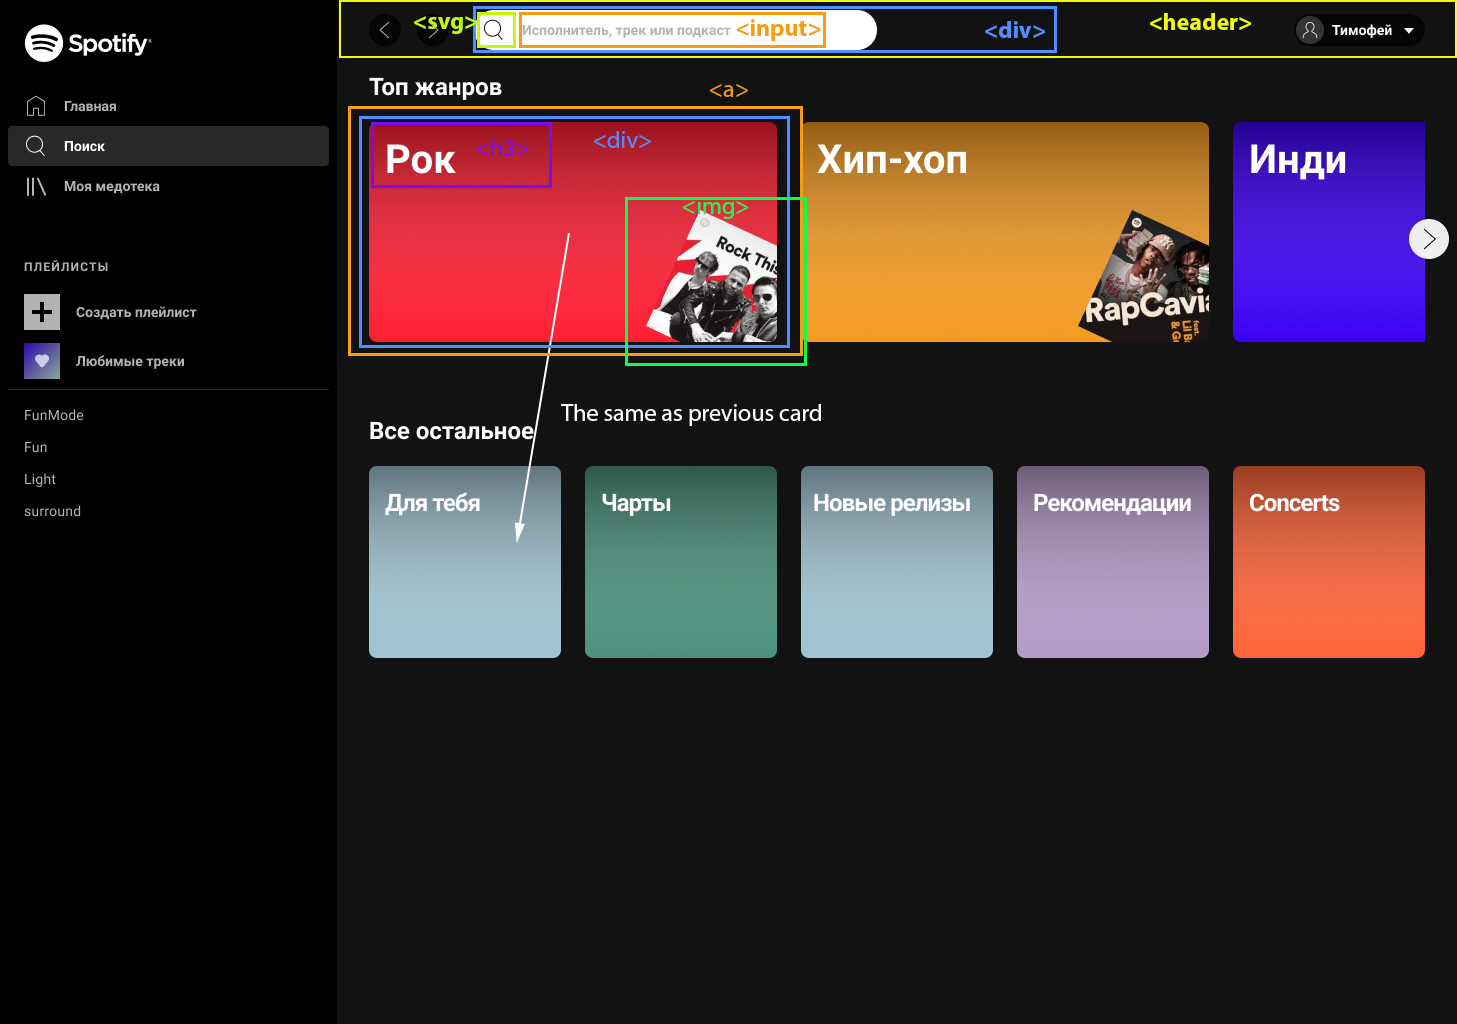 Spotify
Главная
Поиск
Моя медотека
ПЛЕЙЛИСТЫ
Создать плейлист
Любимые треки
FunMode
Fun
Light
surround
<svg>
Исполнитель, трек или подкаст
<input>
<div>
<header>
Тимофей
Топ жанров
<a>
Рок
<h3>
<div>
<img>
Rock This
Хип-хоп
RapCavia
feat.
Инди
The same as previous card
Все остальное
Для тебя
Чарты
Новые релизы
Рекомендации
Concerts